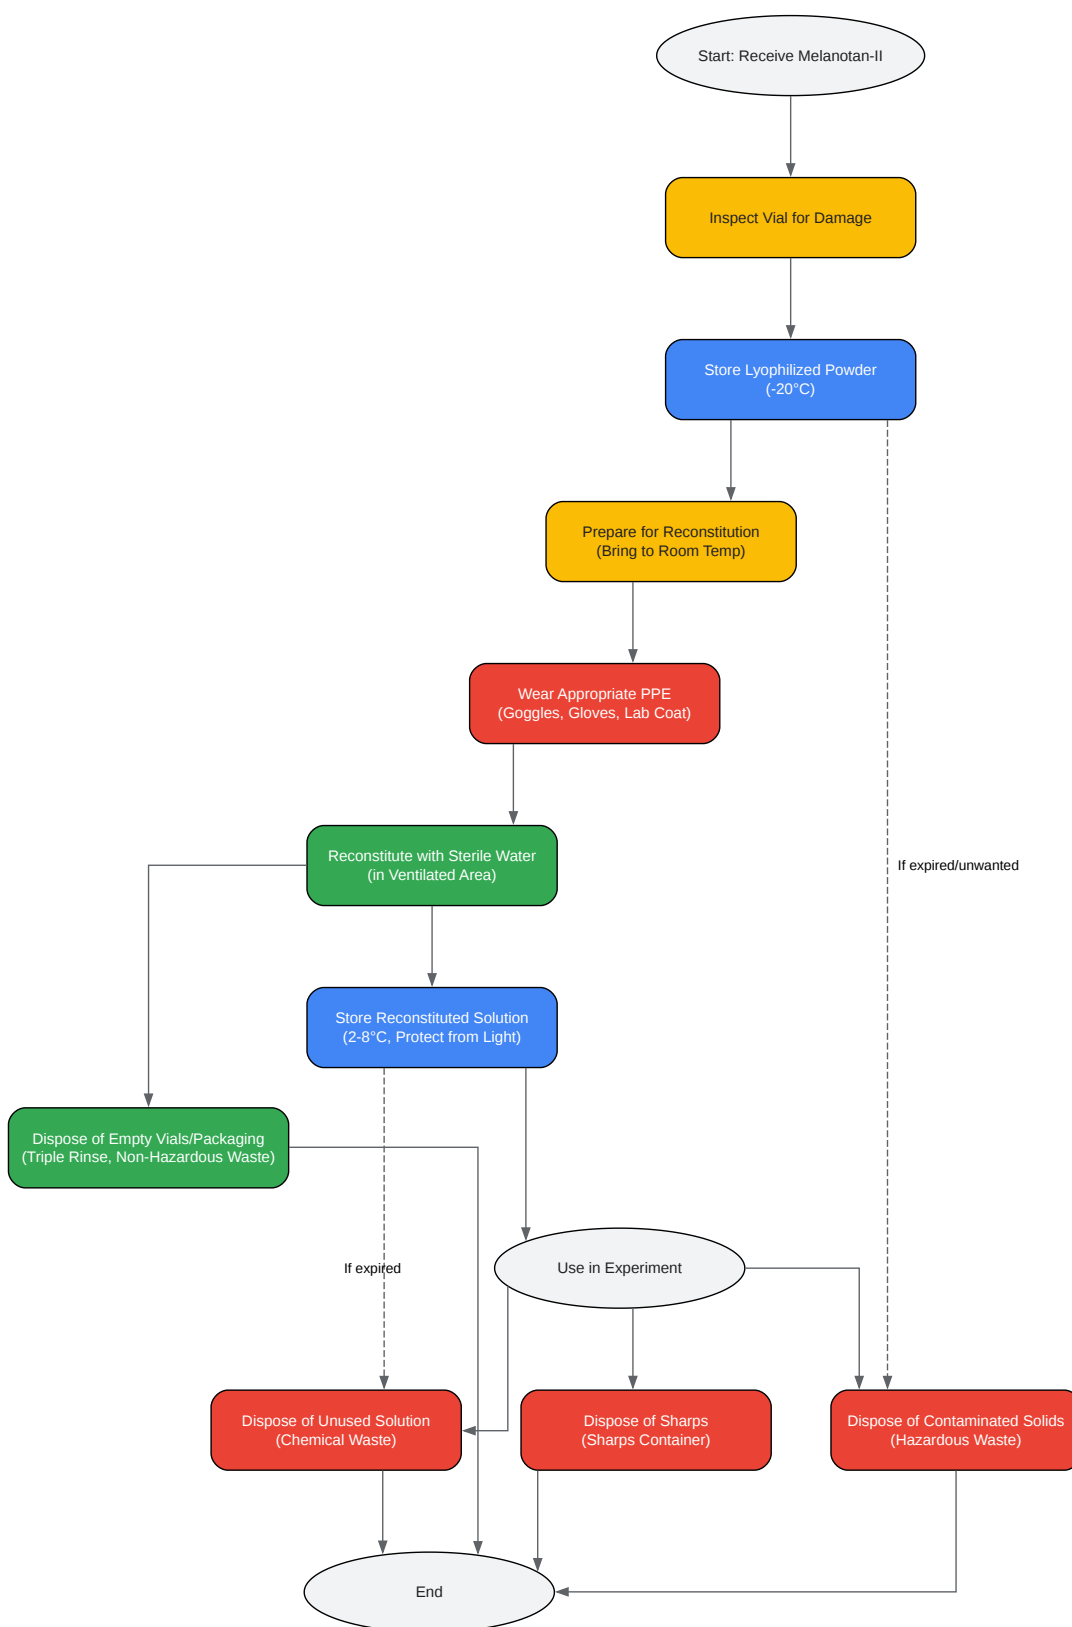 Start: Receive Melanotan-II
Inspect Vial for Damage
Store Lyophilized Powder
(-20°C)
Prepare for Reconstitution
(Bring to Room Temp)
Wear Appropriate PPE
(Goggles, Gloves, Lab Coat)
Reconstitute with Sterile Water
(in Ventilated Area)
If expired/unwanted
Store Reconstituted Solution
(2-8°C, Protect from Light)
Dispose of Empty Vials/Packaging
(Triple Rinse, Non-Hazardous Waste)
If expired
Use in Experiment
Dispose of Unused Solution
(Chemical Waste)
Dispose of Sharps
(Sharps Container)
Dispose of Contaminated Solids
(Hazardous Waste)
End